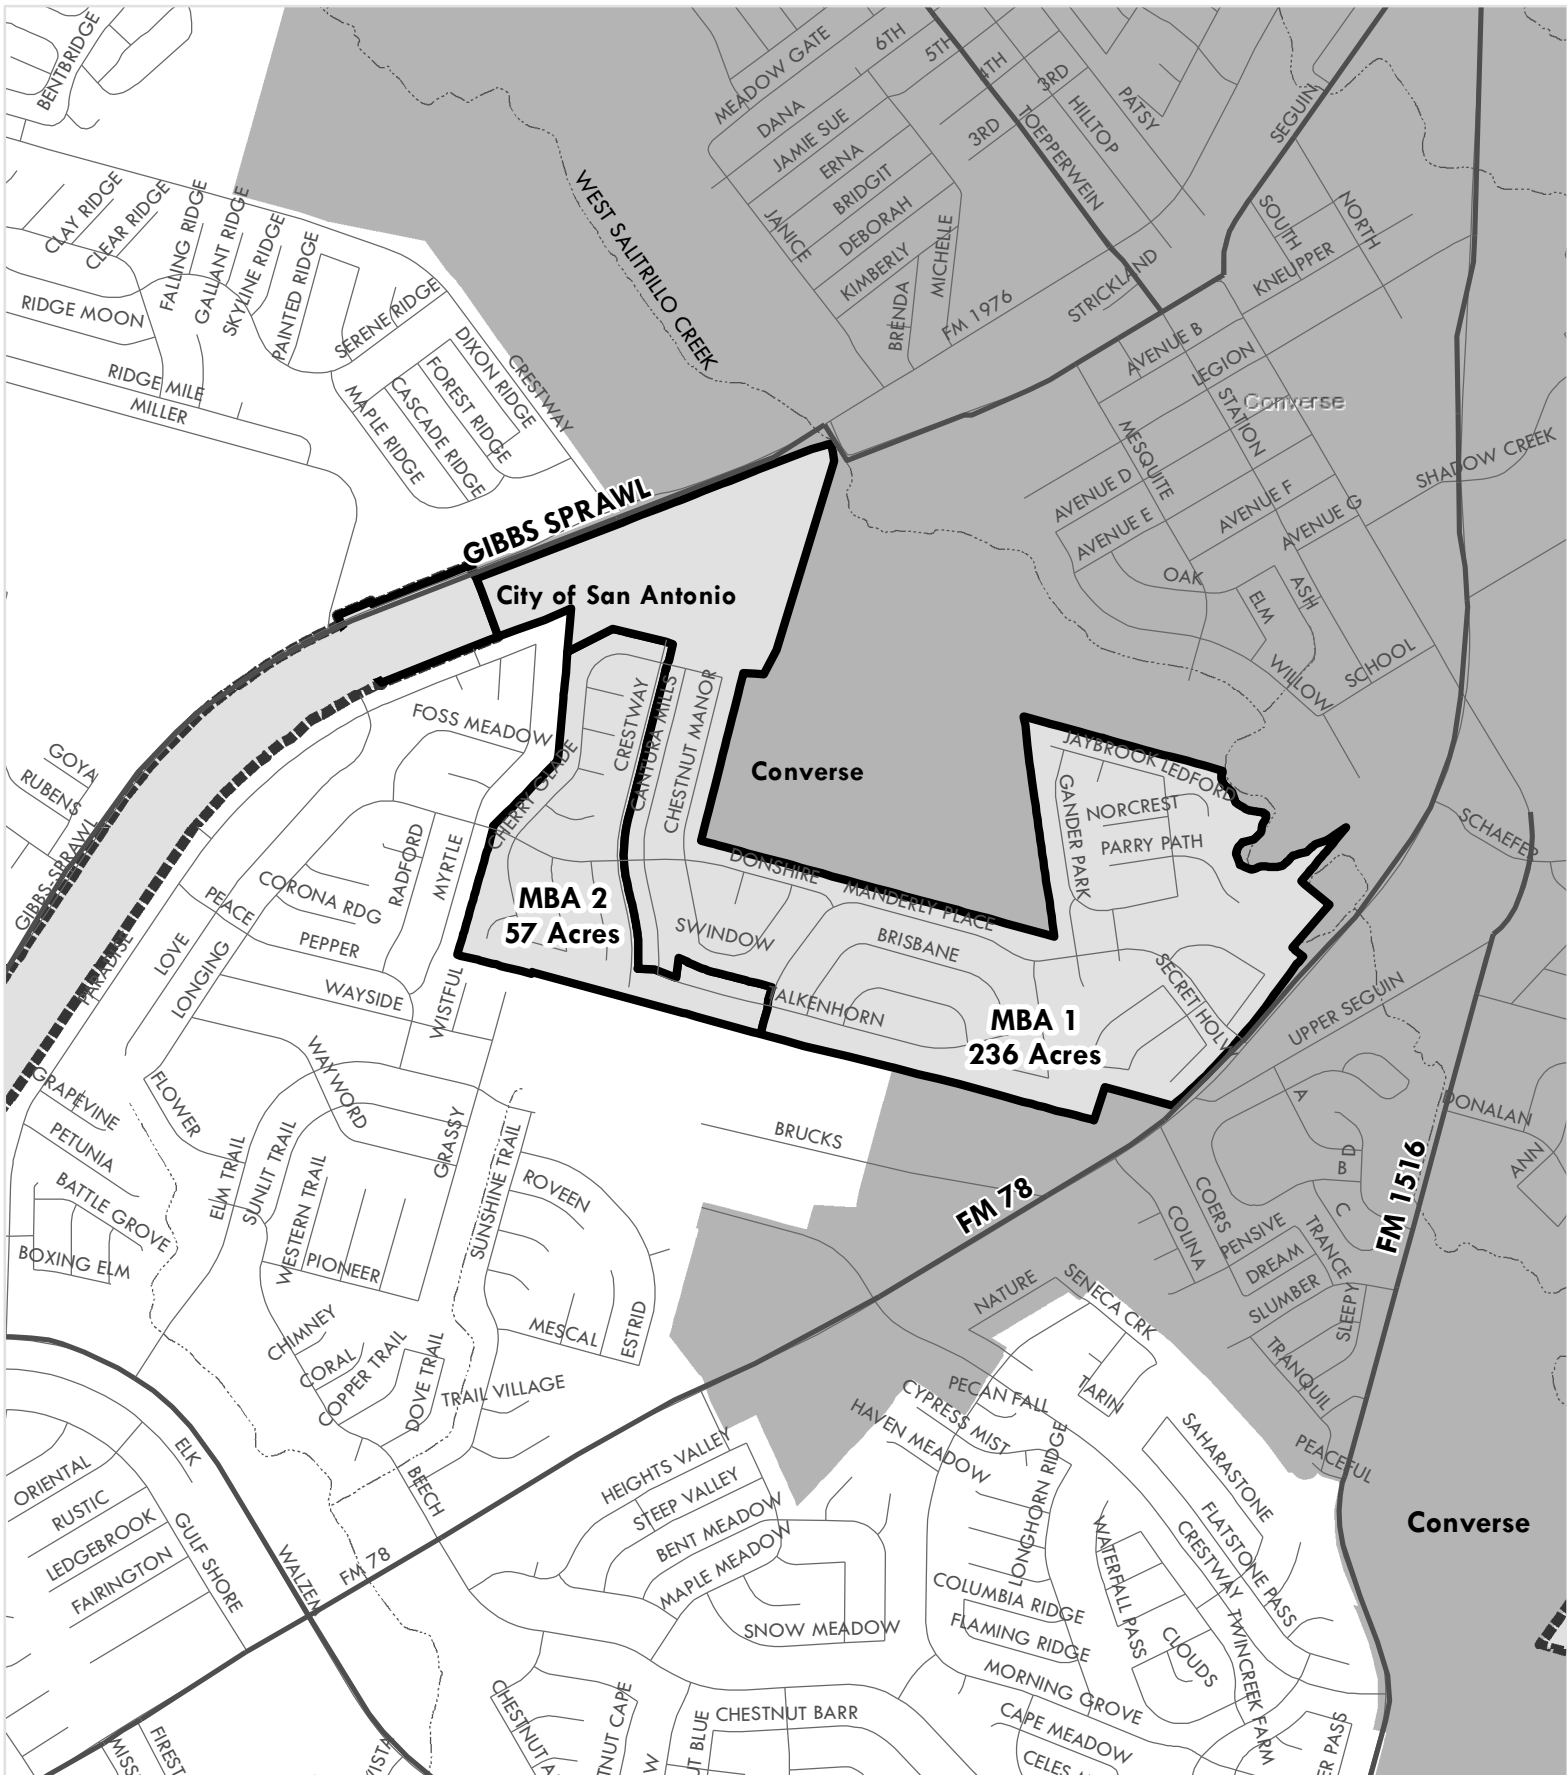 BENTBRIDGE
MEADOW GATE
6TH
5TH
4TH
3RD
3RD
DANA
JAMIE SUE
ERNA
BRIDGIT
DEBORAH
KIMBERLY
JANICE
MICHELLE
BRENDA
HILLTOP
PATSY
TOEPPERWEIN
SEGUIN
SOUTH
NORTH
KNEUPPER
STRICKLAND
FM 1976
WEST SALITRILLO CREEK
CLAY RIDGE
CLEAR RIDGE
FALLING RIDGE
GALLANT RIDGE
SKYLINE RIDGE
PAINTED RIDGE
SERENE RIDGE
RIDGE MOON
RIDGE MILE
MILLER
MAPLE RIDGE
CASCADE RIDGE
FOREST RIDGE
DIXON RIDGE
CRESTWAY
AVENUE B
LEGION
STATION
Converse
MESQUITE
AVENUE D
AVENUE E
AVENUE F
AVENUE G
SHADOW CREEK
OAK
ELM
ASH
WILLOW
SCHOOL
GIBBS SPRAWL
City of San Antonio
FOSS MEADOW
CRESTWAY
CANTURA MILLS
CHESTNUT MANOR
CHERRY GLADE
Converse
JAYBROOK LEDFORD
NORCREST
GANDER PARK
PARRY PATH
SCHAEFER
GOYA
RUBENS
GIBBS-SPRAWL
PARADISE
PEACE
LOVE
LONGING
CORONA RDG
RADFORD
MYRTLE
PEPPER
WAYSIDE
WISTFUL
MBA 2
57 Acres
DONSHIRE
MANDERLY PLACE
SWINDOW
BRISBANE
SECRET HOLW
MBA 1
236 Acres
UPPER SEGUIN
WAYWORD
GRAPEVINE
FLOWER
PETUNIA
BATTLE GROVE
BOXING ELM
ELM TRAIL
SUNLIT TRAIL
WESTERN TRAIL
GRASSY
SUNSHINE TRAIL
PIONEER
ROVEEN
MESCAL
ESTRID
BRUCKS
FM 78
FM 1516
A
B
D
C
DONALAN
ANN
COERS
COLINA
PENSIVE
DREAM
SLUMBER
TRANCE
SLEEPY
TRANQUIL
PEACEFUL
NATURE
SENECA CRK
TARIN
CHIMNEY
CORAL
COPPER TRAIL
DOVE TRAIL
TRAIL VILLAGE
PECAN FALL
CYPRESS MIST
HAVEN MEADOW
LONGHORN RIDGE
SAHARASTONE
FLATSTONE PASS
CRESTWAY
WATERFALL PASS
TWINCREEK FARM
CLOUDS
Converse
ORIENTAL
RUSTIC
LEDGEBROOK
FAIRINGTON
ELK
GULF SHORE
BEECH
WALZEM
FM 78
HEIGHTS VALLEY
STEEP VALLEY
BENT MEADOW
MAPLE MEADOW
SNOW MEADOW
COLUMBIA RIDGE
FLAMING RIDGE
MORNING GROVE
CAPE MEADOW
CHESTNUT BARR